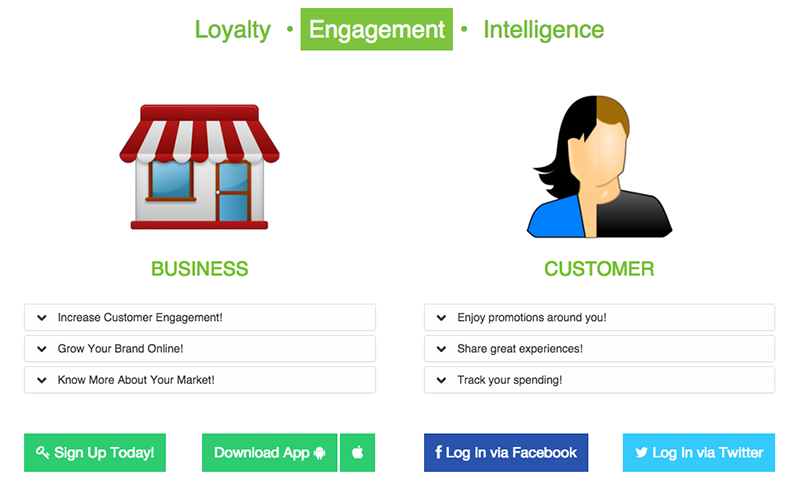 Loyalty • Engagement • Intelligence
BUSINESS
Increase Customer Engagement!
Grow Your Brand Online!
Know More About Your Market!
Sign Up Today! Download App
CUSTOMER
Enjoy promotions around you!
Share great experiences!
Track your spending!
Log In via Facebook Log In via Twitter